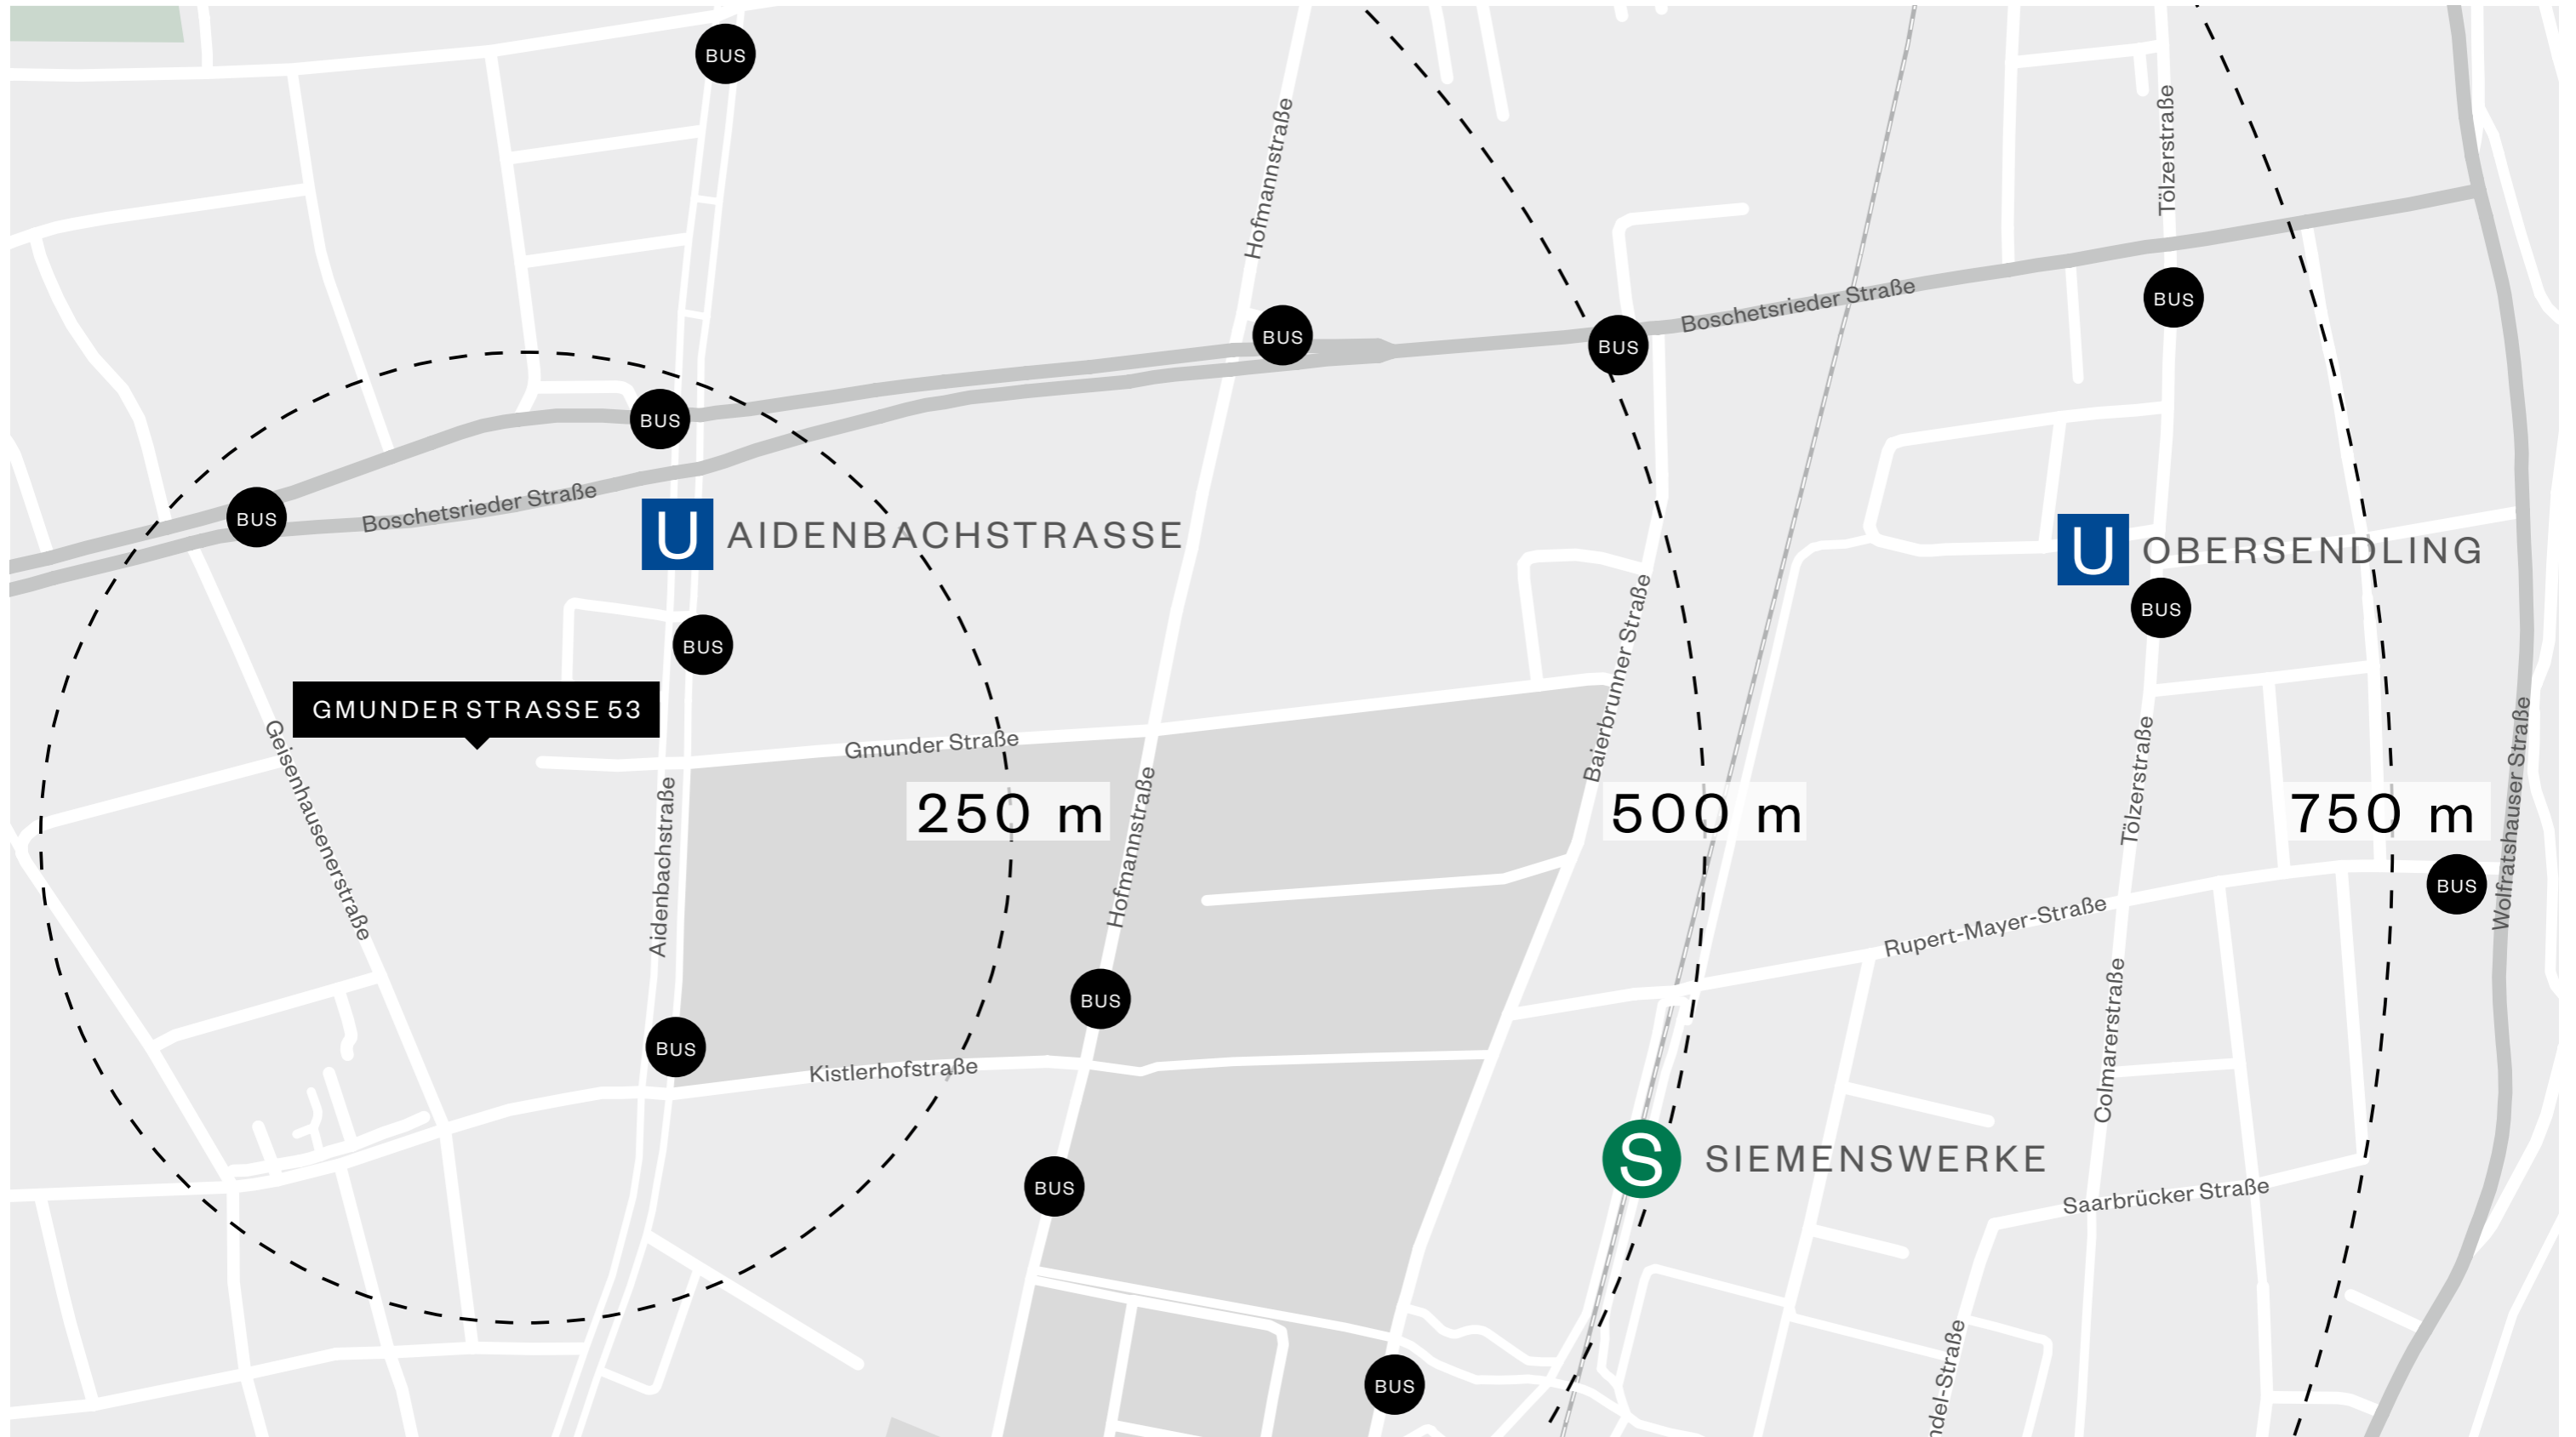 BUS
Hofmannstraße
Tölzerstraße
BUS
Boschetsrieder Straße
BUS
BUS
BUS
BUS
Boschetsrieder Straße
U AIDENBACHSTRASSE
U OBERSENDLING
BUS
BUS
Baierbrunner Straße
GMUNDER STRASSE 53
Gmunder Straße
Geisenhausenerstraße
Aidenbachstraße
Hofmannstraße
Tölzerstraße
Wolfratshauser Straße
250 m
500 m
750 m
BUS
Rupert-Mayer-Straße
BUS
BUS
Kistlerhofstraße
Colmarerstraße
BUS
S SIEMENSWERKE
Saarbrücker Straße
ndel-Straße
BUS